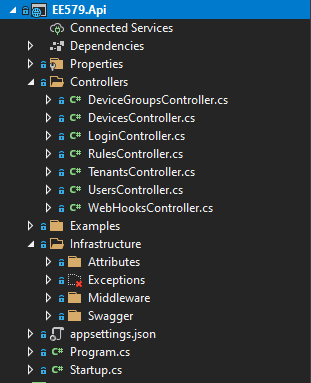 EE579.Api
Connected Services
Dependencies
Properties
Controllers
C# DeviceGroupsController.cs
C# DevicesController.cs
C# LoginController.cs
C# RulesController.cs
C# TenantsController.cs
C# UsersController.cs
C# WebHooksController.cs
Examples
Infrastructure
Attributes
Exceptions
Middleware
Swagger
appsettings.json
C# Program.cs
C# Startup.cs